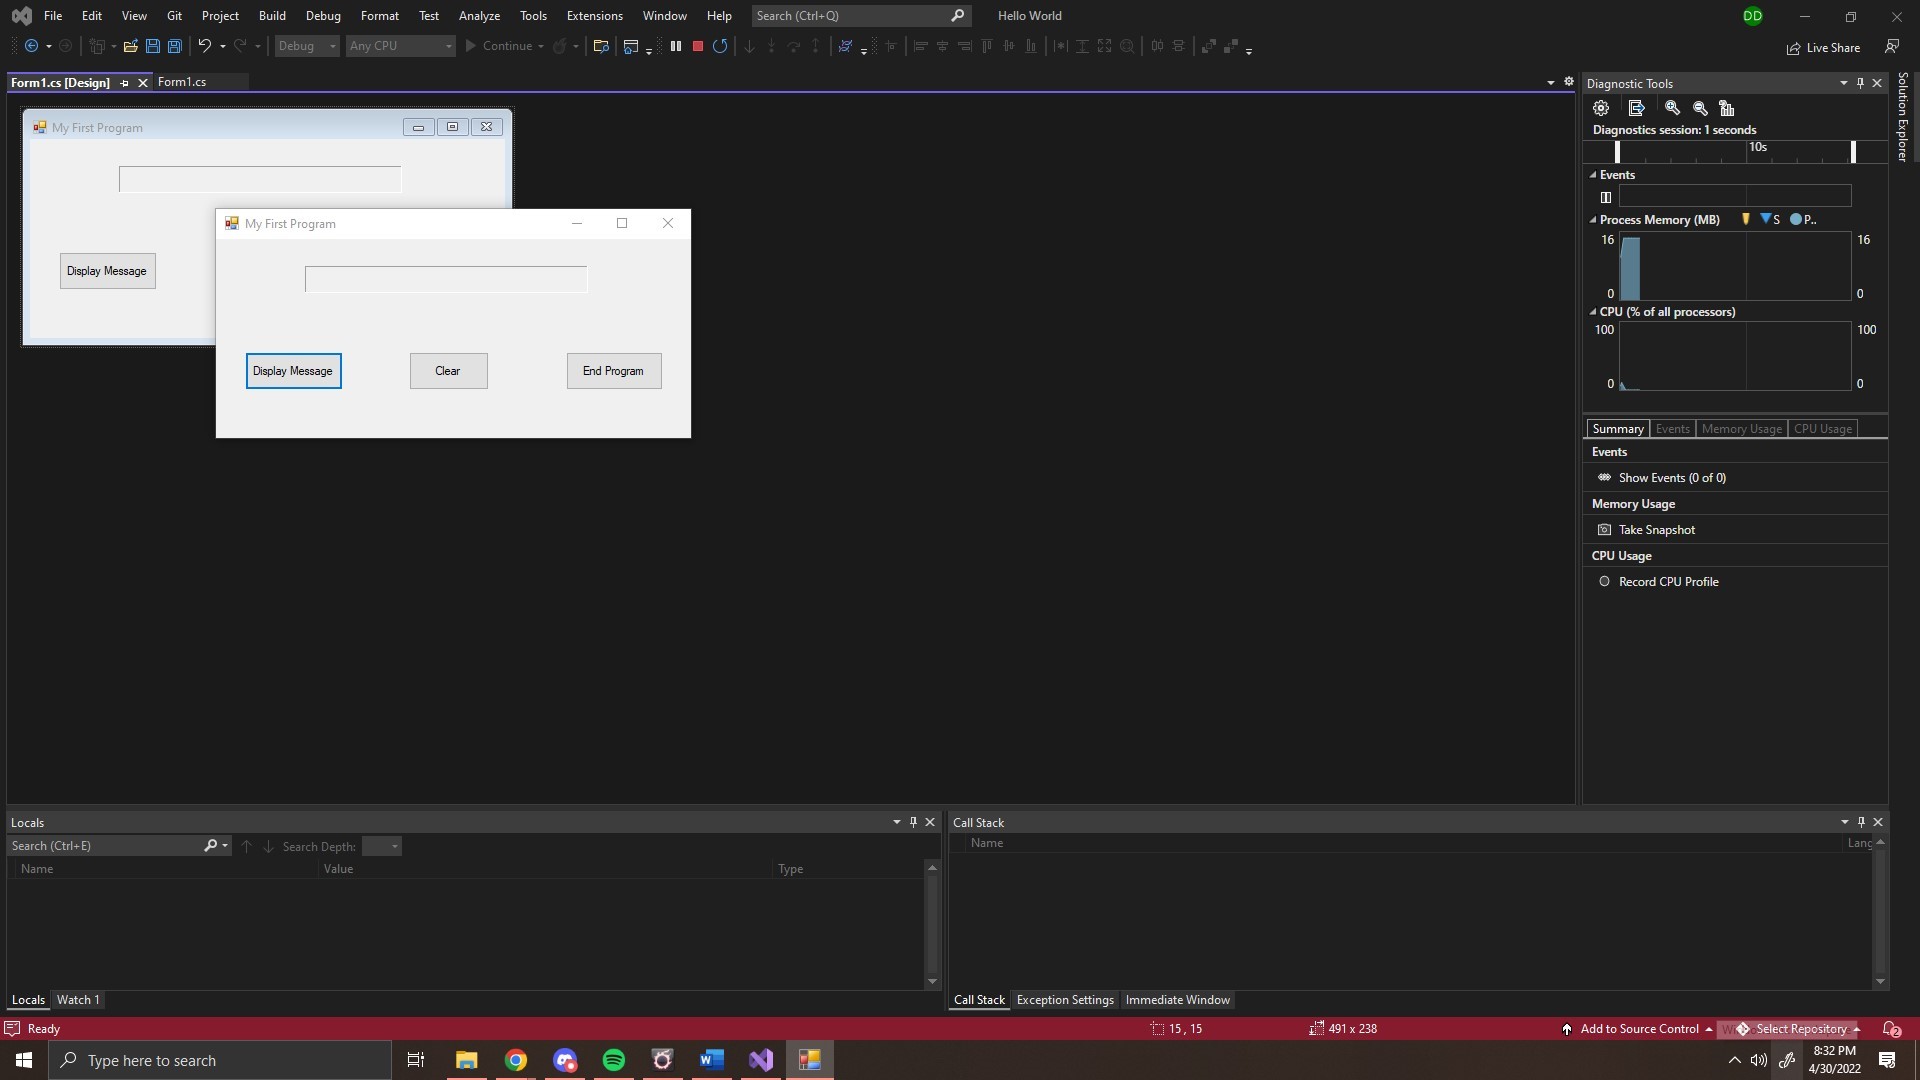 File Edit View Git Project Build Debug Format Test Analyze Tools Extensions Window Help Search (Ctrl+Q) Hello World DD
Debug Any CPU Continue Live Share
Form1.cs [Design] Form1.cs
My First Program
Display Message
My First Program
Display Message Clear End Program
Diagnostic Tools
Diagnostics session: 1 seconds
10s
Events
Process Memory (MB) S P..
16 16
0 0
CPU (% of all processors)
100 100
0 0
Summary Events Memory Usage CPU Usage
Events
Show Events (0 of 0)
Memory Usage
Take Snapshot
CPU Usage
Record CPU Profile
Solution Explorer
Locals
Search (Ctrl+E) Search Depth:
Name Value Type
Locals Watch 1
Call Stack
Name Lang
Call Stack Exception Settings Immediate Window
Ready 15 , 15 491 x 238 Add to Source Control Select Repository 2
Type here to search
8:32 PM
4/30/2022